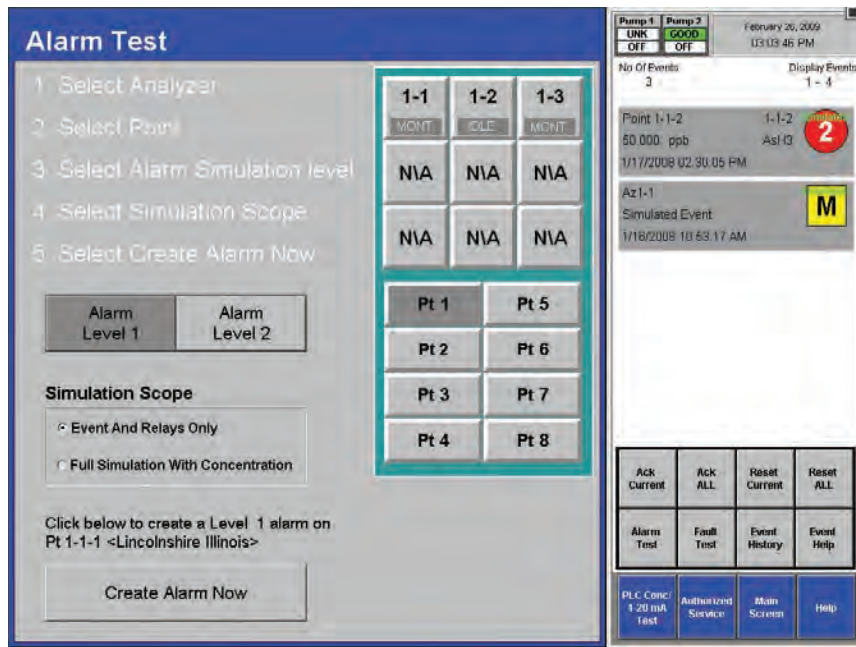 Alarm Test
1 Select Analyzer
2 Select Point
3 Select Alarm Simulation level
4 Select Simulation Scope
5 Select Create Alarm Now
1-1 1-2 1-3
MONT IDLE MONT
N\A N\A N\A
N\A N\A N\A
Alarm Level 1
Alarm Level 2
Pt 1 Pt 5
Pt 2 Pt 6
Pt 3 Pt 7
Pt 4 Pt 8
Simulation Scope
Event And Relays Only
Full Simulation With Concentration
Click below to create a Level 1 alarm on
Pt 1-1-1 <Lincolnshire Illinois>
Create Alarm Now
Pump 1 Pump 2
UNK GOOD
OFF OFF
February 26, 2009
03:03:46 PM
No Of Events
3
Display Events
1 - 4
Point 1-1-2 1-1-2
50.000 ppb AsH3
1/17/2008 02:30:05 PM
Simulated
2
Az1-1
Simulated Event
1/16/2008 10:53:17 AM
M
Ack Current
Ack ALL
Reset Current
Reset ALL
Alarm Test
Fault Test
Event History
Event Help
PLC Conc/
4-20 mA
Test
Authorized Service
Main Screen
Help